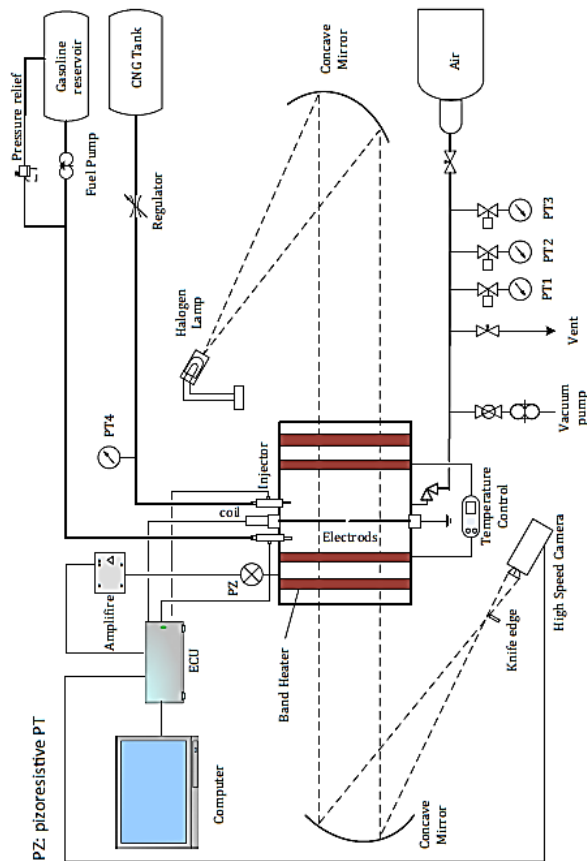 Pressure relief
Gasoline
reservoir
CNG Tank
Fuel Pump
Regulator
Concave
Mirror
Air
Halogen
Lamp
PT4
PT3
PT2
PT1
Vent
Vacuum
pump
Injector
coil
Electrods
Amplifire
PZ
ECU
Band Heater
Temperature
Control
High Speed Camera
Knife edge
PZ: pizoresistive PT
Computer
Concave
Mirror